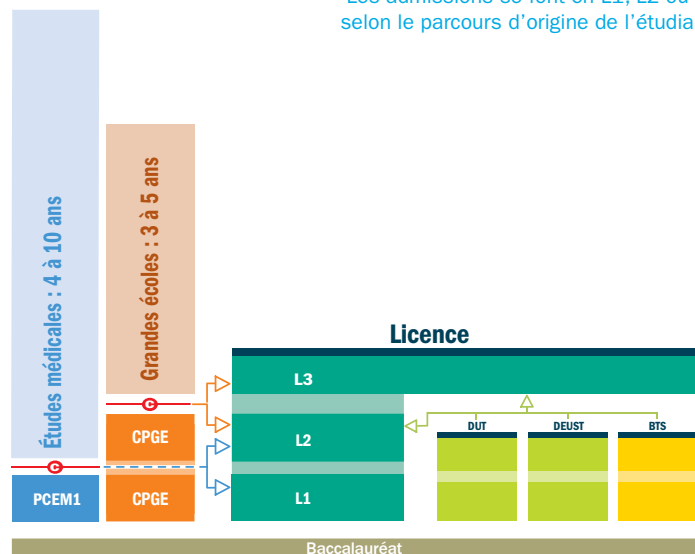 selon le parcours d'origine de l'étudia
Études médicales : 4 à 10 ans
Grandes écoles : 3 à 5 ans
Licence
L3
C
CPGE
L2
DUT
DEUST
BTS
C
PCEM1
CPGE
L1
Baccalauréat